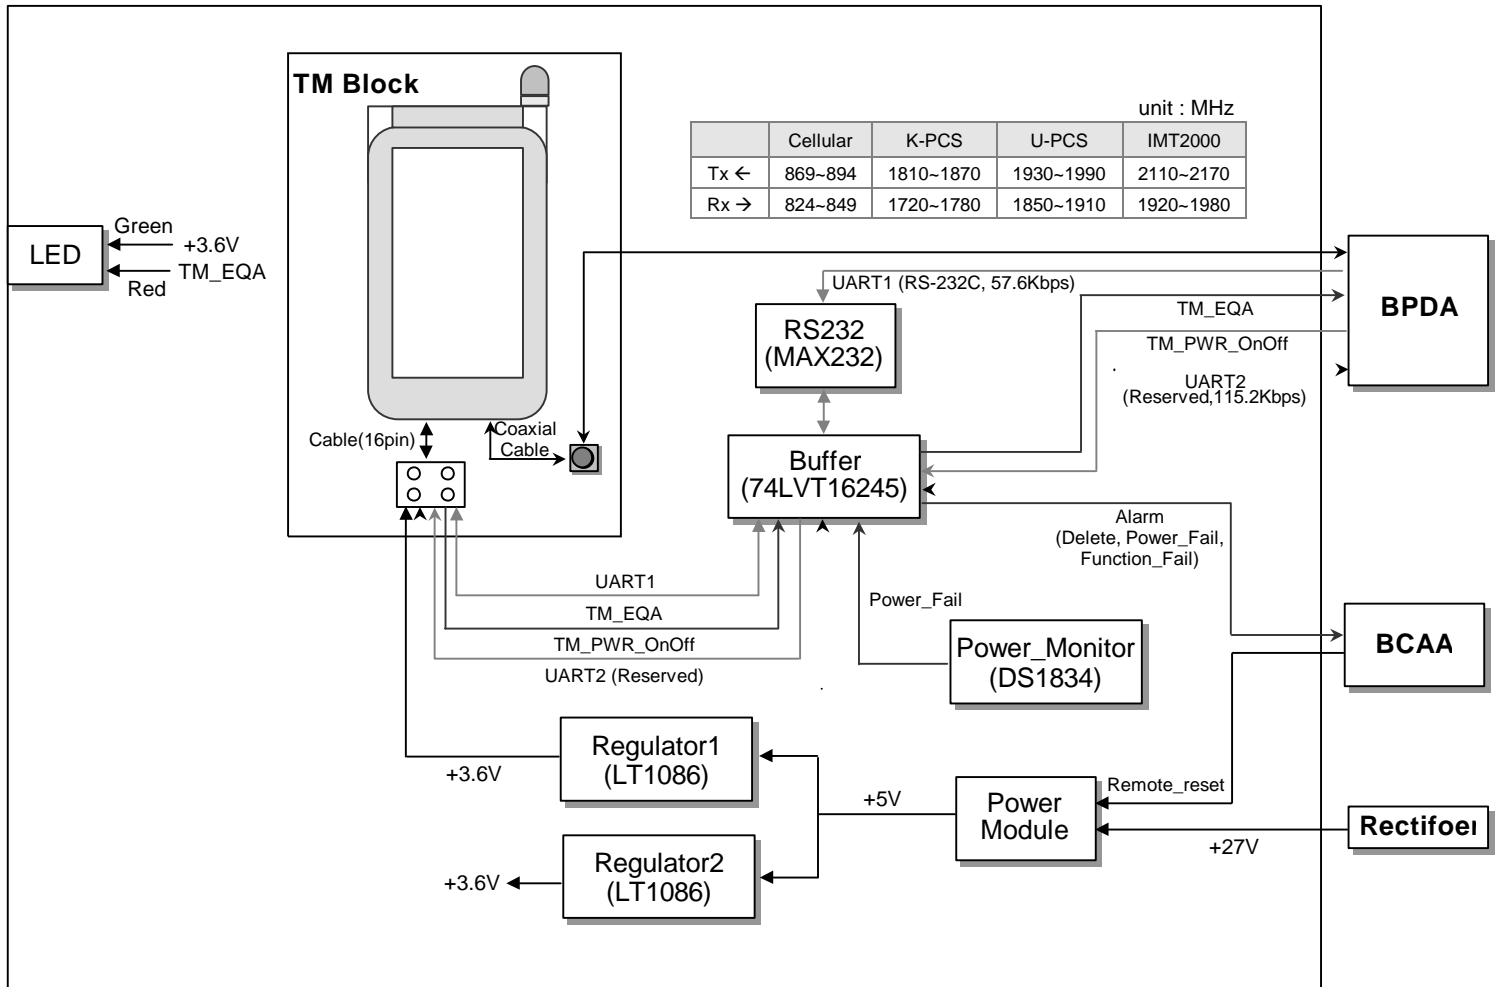 TM Block
unit : MHz
Cellular K-PCS U-PCS IMT2000
Tx ← 869~894 1810~1870 1930~1990 2110~2170
Rx → 824~849 1720~1780 1850~1910 1920~1980
Green
LED
+3.6V
TM_EQA
Red
UART1 (RS-232C, 57.6Kbps)
TM_EQA
BPDA
RS232
(MAX232)
TM_PWR_OnOff
UART2
(Reserved,115.2Kbps)
Cable(16pin)
Coaxial
Cable
Buffer
(74LVT16245)
Alarm
(Delete, Power_Fail,
Function_Fail)
UART1
TM_EQA
TM_PWR_OnOff
UART2 (Reserved)
Power_Fail
Power_Monitor
(DS1834)
BCAA
Regulator1
(LT1086)
+3.6V
+5V
Power
Module
Remote_reset
+27V
Rectifoer
Regulator2
(LT1086)
+3.6V